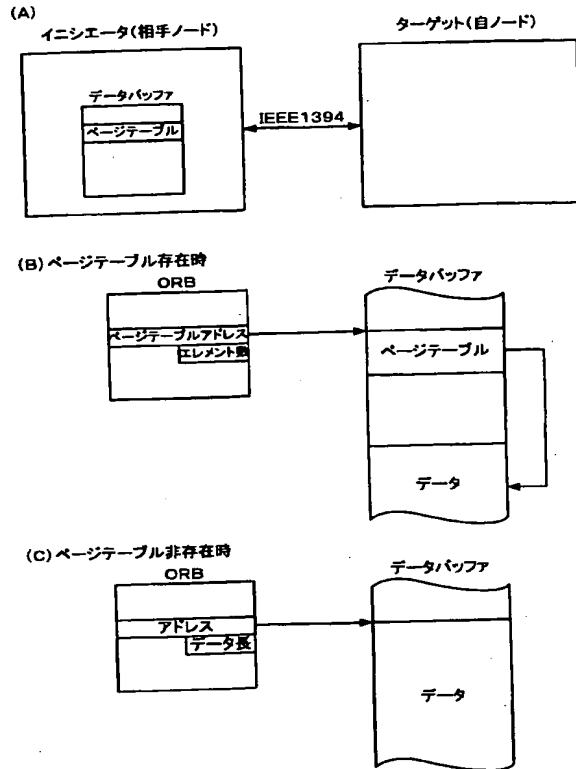 (A)
イニシエータ(相手ノード)
ターゲット(自ノード)
データバッファ
ページテーブル
IEEE1394
(B)ページテーブル存在時
ORB
データバッファ
ページテーブルアドレス
エレメント数
ページテーブル
データ
(C)ページテーブル非存在時
ORB
データバッファ
アドレス
データ長
データ